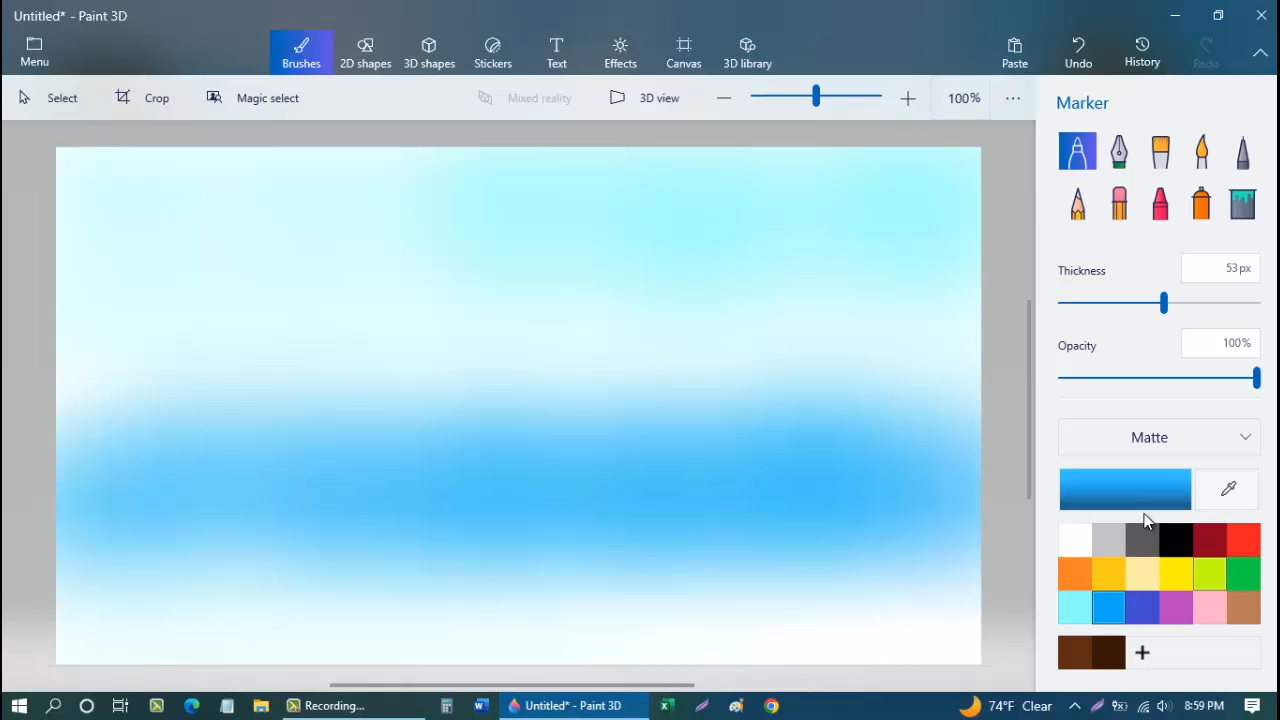 Untitled* - Paint 3D
Menu
Brushes
2D shapes
3D shapes
Stickers
Text
Effects
Canvas
3D library
Paste
Undo
History
Redo
Select
Crop
Magic select
Mixed reality
3D view
100%
Marker
Thickness
53px
Opacity
100%
Matte
Recording...
Untitled* - Paint 3D
74°F Clear
8:59 PM